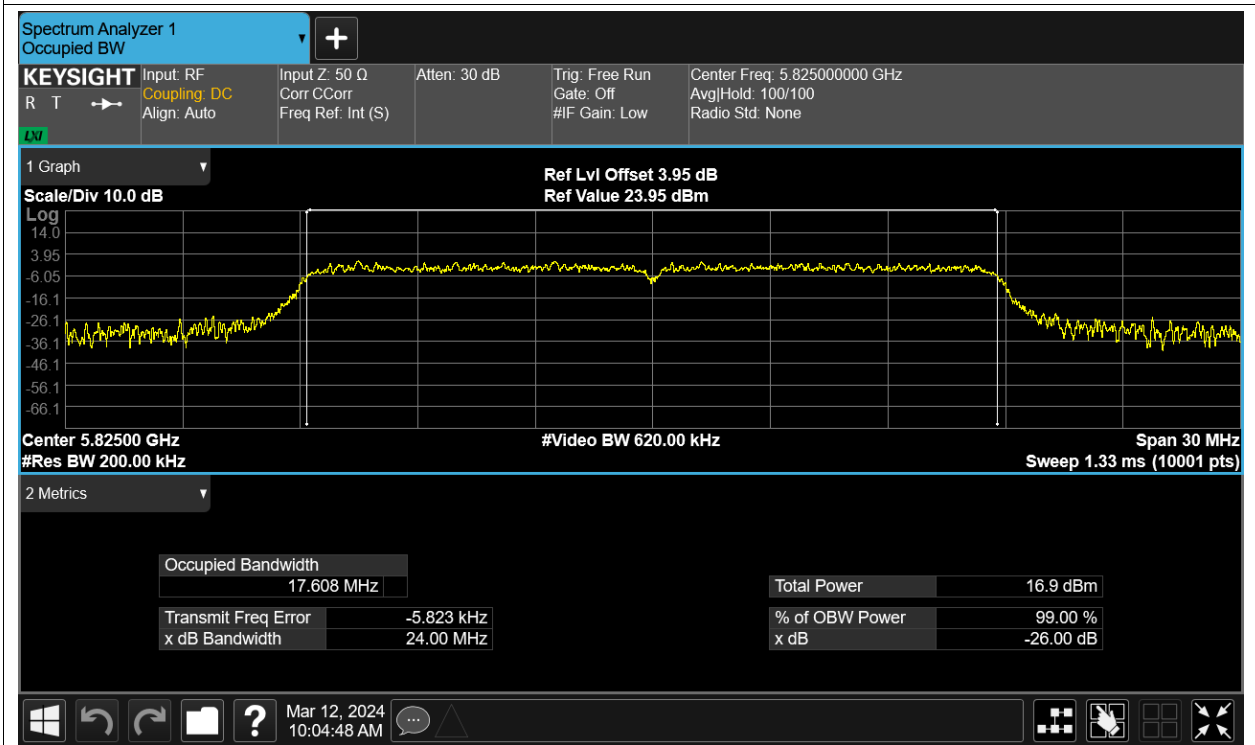 Spectrum Analyzer 1
Occupied BW
KEYSIGHT
R T
LXI
Input: RF
Coupling: DC
Align: Auto
Input Z: 50 Ω
Corr CCorr
Freq Ref: Int (S)
Atten: 30 dB
Trig: Free Run
Gate: Off
#IF Gain: Low
Center Freq: 5.825000000 GHz
Avg|Hold: 100/100
Radio Std: None
1 Graph
Scale/Div 10.0 dB
Ref Lvl Offset 3.95 dB
Ref Value 23.95 dBm
Log
14.0
3.95
-6.05
-16.1
-26.1
-36.1
-46.1
-56.1
-66.1
Center 5.82500 GHz
#Res BW 200.00 kHz
#Video BW 620.00 kHz
Span 30 MHz
Sweep 1.33 ms (10001 pts)
2 Metrics
Occupied Bandwidth
17.608 MHz
Transmit Freq Error -5.823 kHz
x dB Bandwidth 24.00 MHz
Total Power 16.9 dBm
% of OBW Power 99.00 %
x dB -26.00 dB
?
Mar 12, 2024
10:04:48 AM